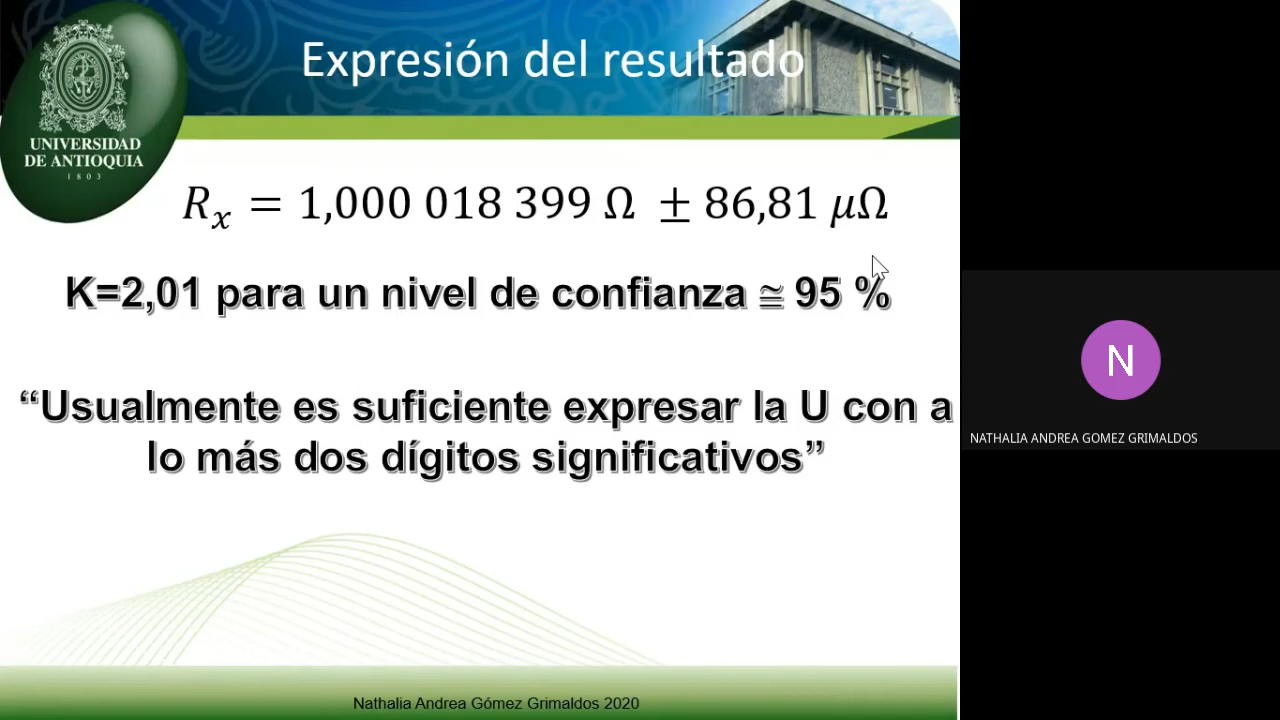 Expresión del resultado
UNIVERSIDAD
DE ANTIOQUIA
1803
Rₓ = 1,000 018 399 Ω ± 86,81 μΩ
K=2,01 para un nivel de confianza ≅ 95 %
“Usualmente es suficiente expresar la U con a
lo más dos dígitos significativos”
Nathalia Andrea Gómez Grimaldos 2020
N
NATHALIA ANDREA GOMEZ GRIMALDOS